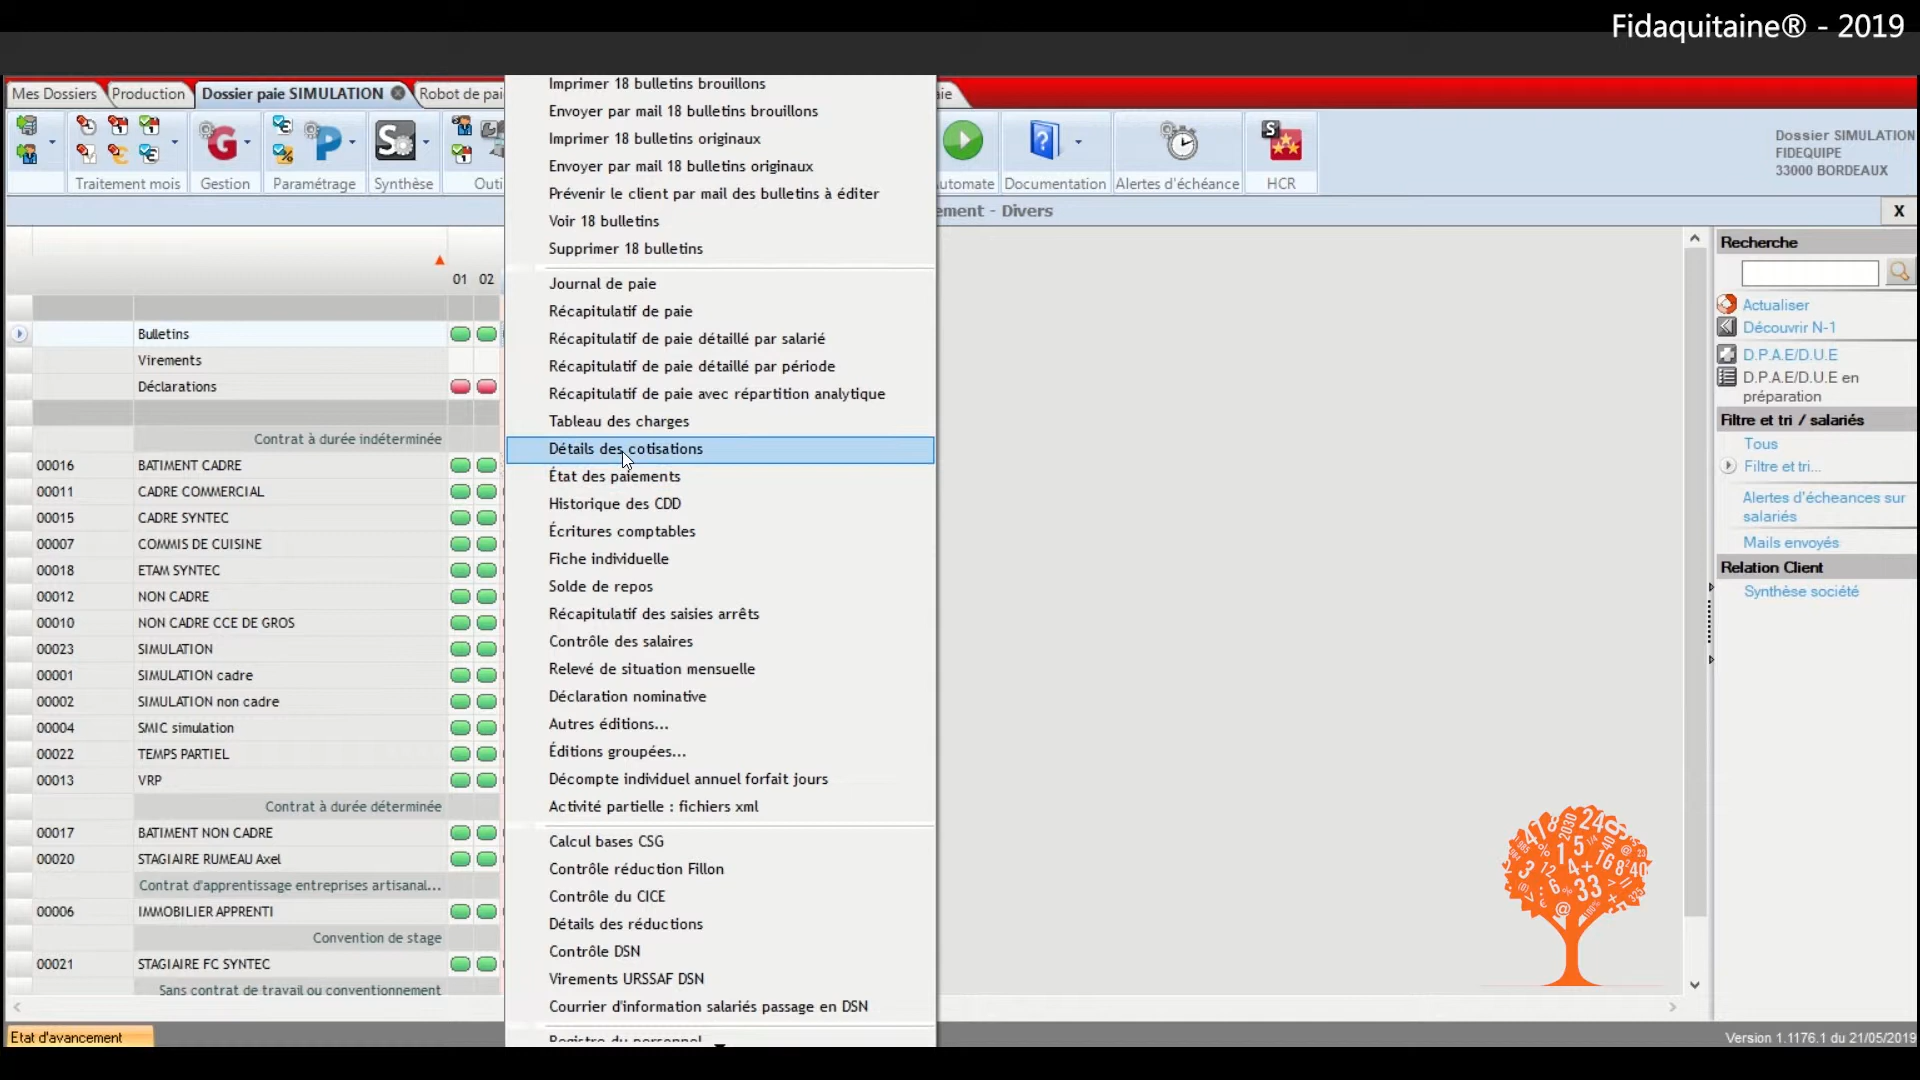 Fidaquitaine® - 2019
Mes Dossiers
Production
Dossier paie SIMULATION
Robot de pai
ie
Traitement mois
Gestion
Paramétrage
Synthèse
Outi
utomate
Documentation
Alertes d'échéance
HCR
Dossier SIMULATION
FIDEQUIPE
33000 BORDEAUX
ement - Divers
X
01 02
Bulletins
Virements
Déclarations
Contrat à durée indéterminée
00016 BATIMENT CADRE
00011 CADRE COMMERCIAL
00015 CADRE SYNTEC
00007 COMMIS DE CUISINE
00018 ETAM SYNTEC
00012 NON CADRE
00010 NON CADRE CCE DE GROS
00023 SIMULATION
00001 SIMULATION cadre
00002 SIMULATION non cadre
00004 SMIC simulation
00022 TEMPS PARTIEL
00013 VRP
Contrat à durée déterminée
00017 BATIMENT NON CADRE
00020 STAGIAIRE RUMEAU Axel
Contrat d'apprentissage entreprises artisanal...
00006 IMMOBILIER APPRENTI
Convention de stage
00021 STAGIAIRE FC SYNTEC
Sans contrat de travail ou conventionnement
Imprimer 18 bulletins brouillons
Envoyer par mail 18 bulletins brouillons
Imprimer 18 bulletins originaux
Envoyer par mail 18 bulletins originaux
Prévenir le client par mail des bulletins à éditer
Voir 18 bulletins
Supprimer 18 bulletins
Journal de paie
Récapitulatif de paie
Récapitulatif de paie détaillé par salarié
Récapitulatif de paie détaillé par période
Récapitulatif de paie avec répartition analytique
Tableau des charges
Détails des cotisations
État des paiements
Historique des CDD
Écritures comptables
Fiche individuelle
Solde de repos
Récapitulatif des saisies arrêts
Contrôle des salaires
Relevé de situation mensuelle
Déclaration nominative
Autres éditions...
Éditions groupées...
Décompte individuel annuel forfait jours
Activité partielle : fichiers xml
Calcul bases CSG
Contrôle réduction Fillon
Contrôle du CICE
Détails des réductions
Contrôle DSN
Virements URSSAF DSN
Courrier d'information salariés passage en DSN
Registre du personnel
Recherche
Actualiser
Découvrir N-1
D.P.A.E/D.U.E
D.P.A.E/D.U.E en
préparation
Filtre et tri / salariés
Tous
Filtre et tri...
Alertes d'écheances sur
salariés
Mails envoyés
Relation Client
Synthèse société
Etat d'avancement
Version 1.1176.1 du 21/05/2019